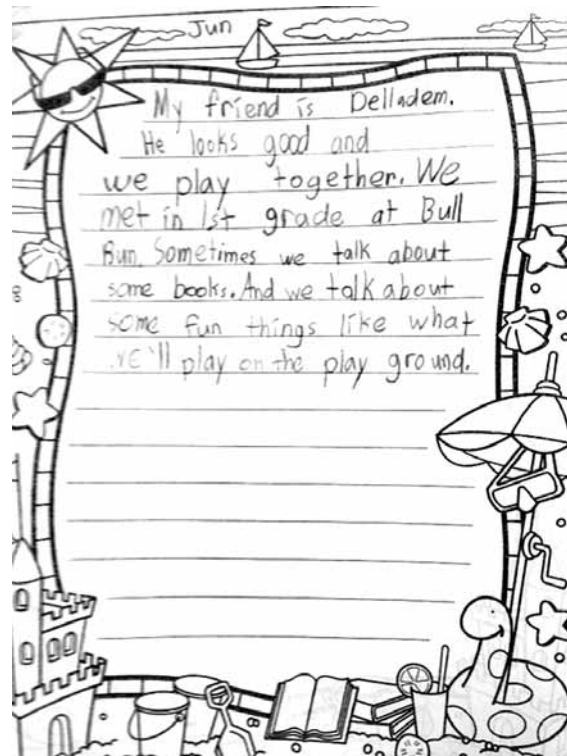 Jun
My friend is Delladem.
He looks good and
we play together. We
met in 1st grade at Bull
Run. Sometimes we talk about
some books. And we talk about
some fun things like what
we'll play on the play ground.